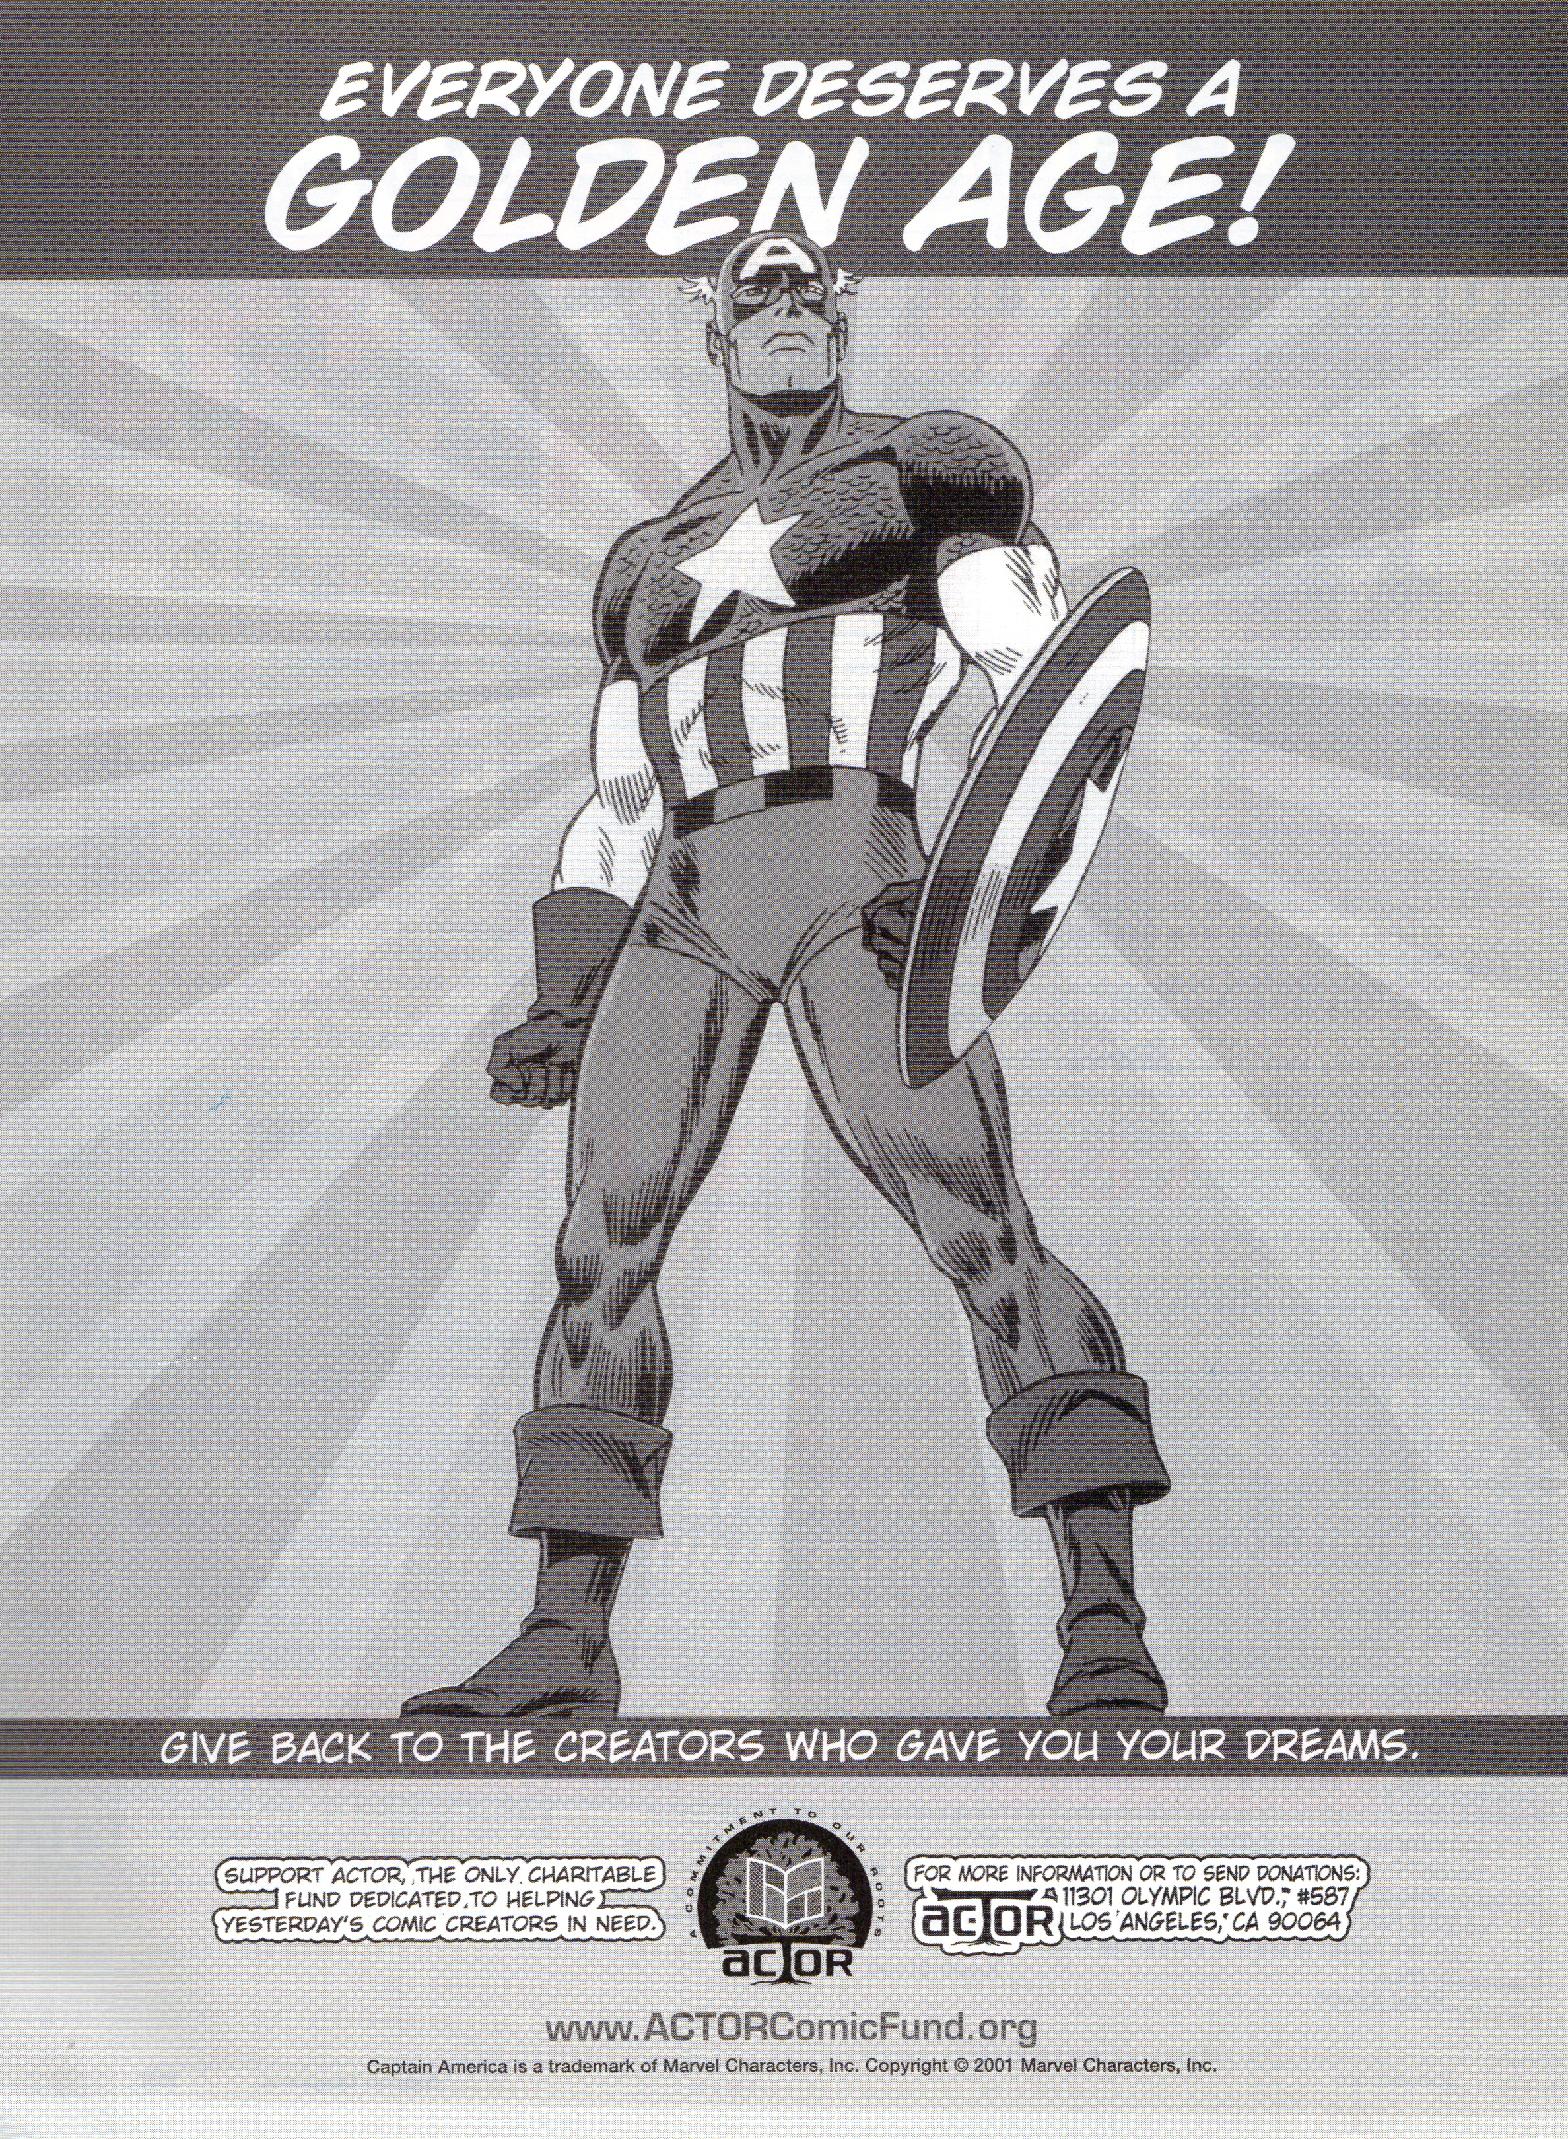 EVERYONE DESERVES A
GOLDEN AGE!
A
GIVE BACK TO THE CREATORS WHO GAVE YOU YOUR DREAMS.
SUPPORT ACTOR, THE ONLY CHARITABLE
FUND DEDICATED TO HELPING
YESTERDAY'S COMIC CREATORS IN NEED.
A COMMITMENT TO OUR ROOTS
acTOR
FOR MORE INFORMATION OR TO SEND DONATIONS:
acTOR
11301 OLYMPIC BLVD., #587
LOS ANGELES, CA 90064
www.ACTORComicFund.org
Captain America is a trademark of Marvel Characters, Inc. Copyright © 2001 Marvel Characters, Inc.